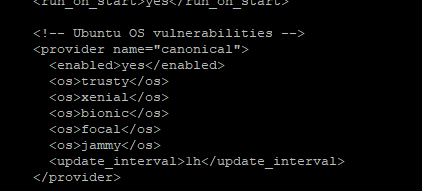 <run_on_start>yes</run_on_start>
<!-- Ubuntu OS vulnerabilities -->
<provider name="canonical">
<enabled>yes</enabled>
<os>trusty</os>
<os>xenial</os>
<os>bionic</os>
<os>focal</os>
<os>jammy</os>
<update_interval>1h</update_interval>
</provider>